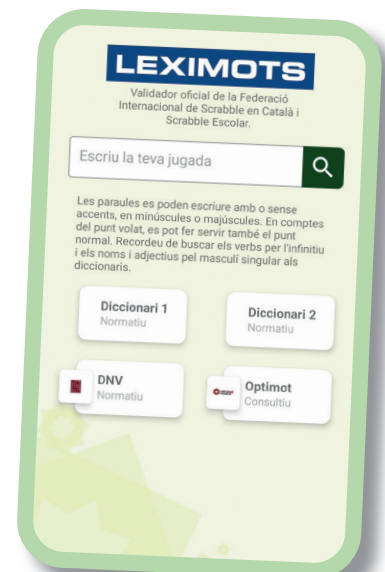 LEXIMOTS
Validador oficial de la Federació
Internacional de Scrabble en Català i
Scrabble Escolar.
Escriu la teva jugada
Les paraules es poden escriure amb o sense
accents, en minúscules o majúscules. En comptes
del punt volat, es pot fer servir també el punt
normal. Recordeu de buscar els verbs per l'infinitiu
i els noms i adjectius pel masculí singular als
diccionaris.
Diccionari 1
Normatiu
Diccionari 2
Normatiu
DNV
Normatiu
Optimot
Consultiu